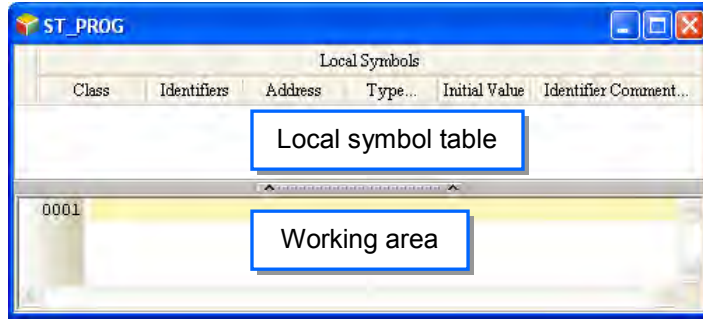 ST_PROG
Local Symbols
Class Identifiers Address Type... Initial Value Identifier Comment...
Local symbol table
0001
Working area